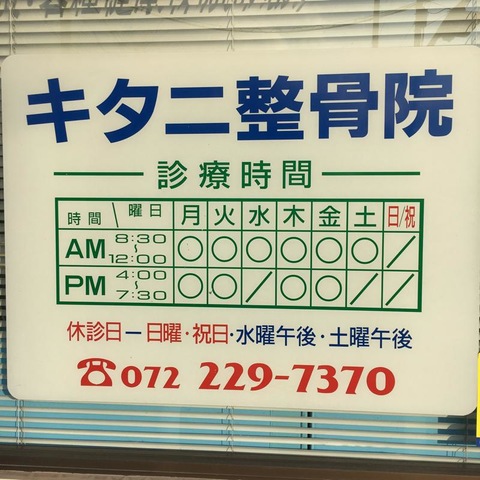 キタニ整骨院
診療時間
時間 \ 曜日 月 火 水 木 金 土 日/祝
AM 8:30~12:00 ○ ○ ○ ○ ○ ○ /
PM 4:00~7:30 ○ ○ / ○ ○ / /
休診日ー日曜・祝日・水曜午後・土曜午後
☎072 229-7370